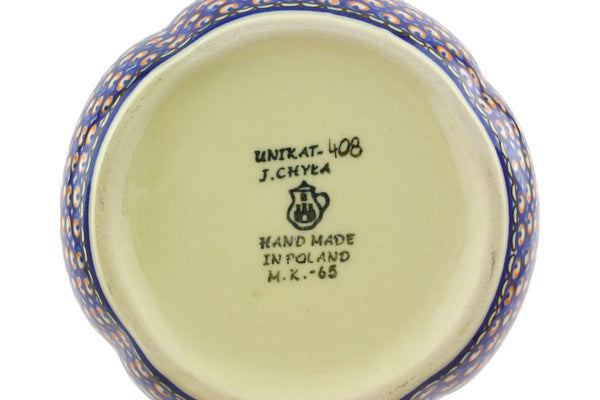 UNIKAT-408
J.CHYŁA
B
HAND MADE
IN POLAND
M.K.-65